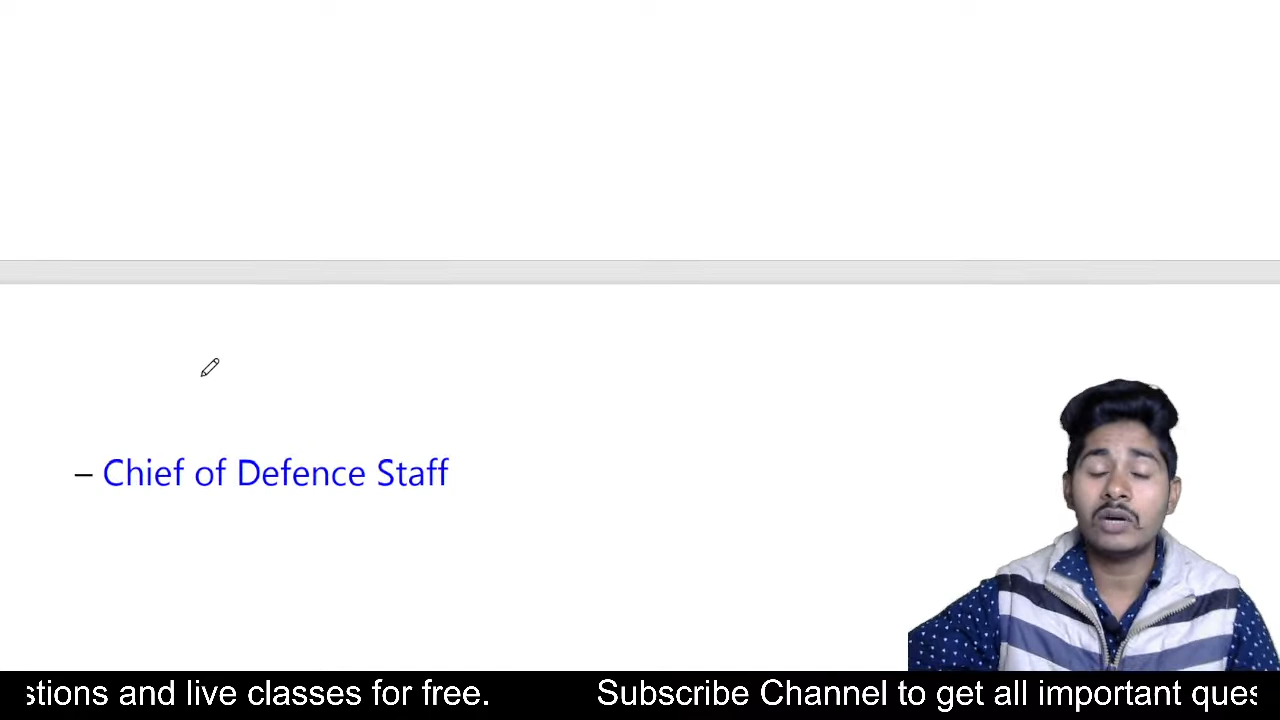 – Chief of Defence Staff
stions and live classes for free. Subscribe Channel to get all important ques